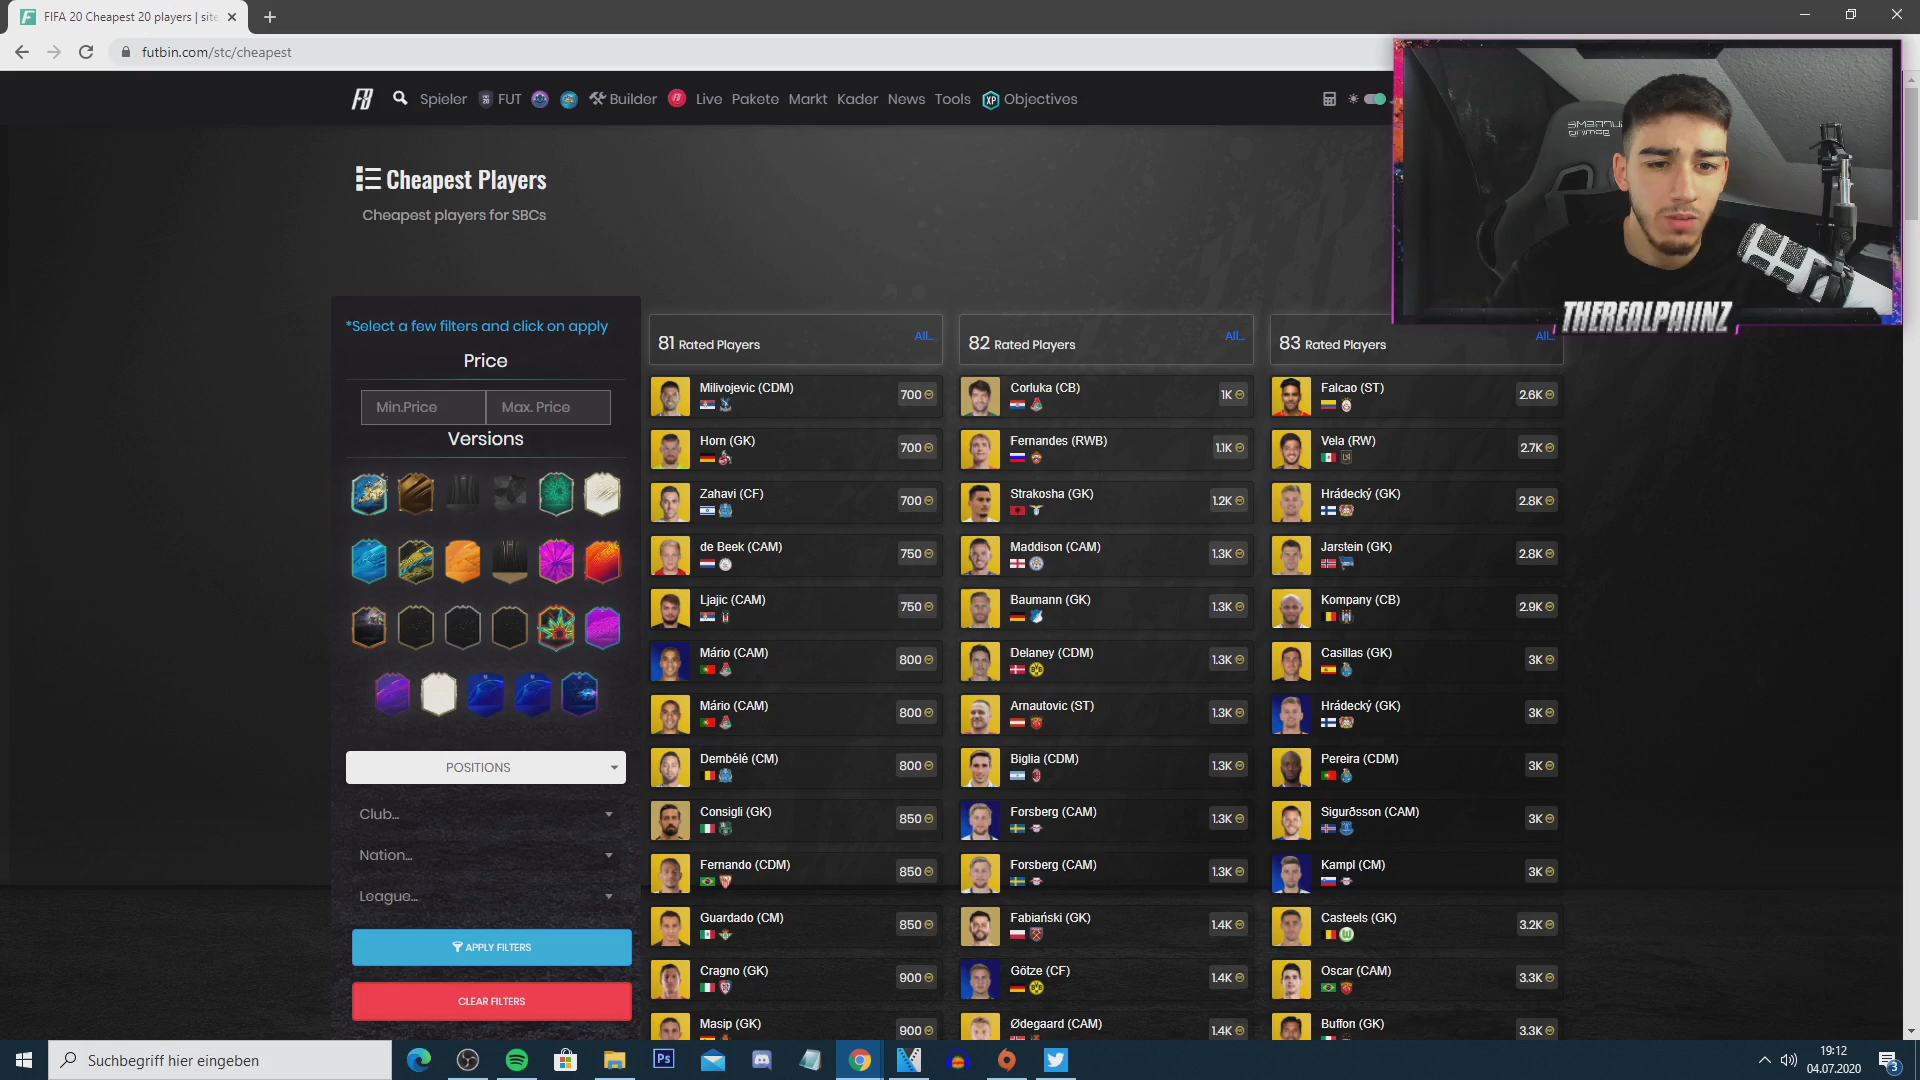 FIFA 20 Cheapest 20 players | site
futbin.com/stc/cheapest
Spieler
FUT
Builder
Live
Pakete
Markt
Kader
News
Tools
XP
Objectives
Cheapest Players
Cheapest players for SBCs
THEREALPAIINZ
*Select a few filters and click on apply
Price
Min.Price
Max. Price
Versions
POSITIONS
Club...
Nation...
League...
APPLY FILTERS
CLEAR FILTERS
81 Rated Players
All...
Milivojevic (CDM)
700
Horn (GK)
700
Zahavi (CF)
700
de Beek (CAM)
750
Ljajic (CAM)
750
Mário (CAM)
800
Mário (CAM)
800
Dembélé (CM)
800
Consigli (GK)
850
Fernando (CDM)
850
Guardado (CM)
850
Cragno (GK)
900
Masip (GK)
900
82 Rated Players
All...
Corluka (CB)
1K
Fernandes (RWB)
1.1K
Strakosha (GK)
1.2K
Maddison (CAM)
1.3K
Baumann (GK)
1.3K
Delaney (CDM)
1.3K
Arnautovic (ST)
1.3K
Biglia (CDM)
1.3K
Forsberg (CAM)
1.3K
Forsberg (CAM)
1.3K
Fabiański (GK)
1.4K
Götze (CF)
1.4K
Ødegaard (CAM)
1.4K
83 Rated Players
All...
Falcao (ST)
2.6K
Vela (RW)
2.7K
Hrádecký (GK)
2.8K
Jarstein (GK)
2.8K
Kompany (CB)
2.9K
Casillas (GK)
3K
Hrádecký (GK)
3K
Pereira (CDM)
3K
Sigurðsson (CAM)
3K
Kampl (CM)
3K
Casteels (GK)
3.2K
Oscar (CAM)
3.3K
Buffon (GK)
3.3K
Suchbegriff hier eingeben
Ps
19:12
04.07.2020
3